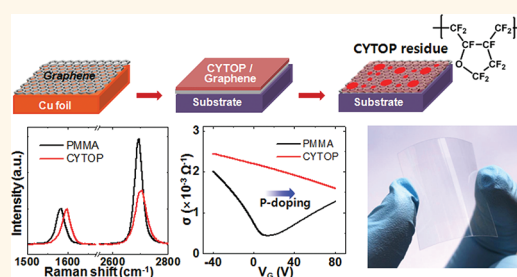 CYTOP residue
CF₂
CF
CF₂
CF
O
CF₂
CF₂
Graphene
Cu foil
CYTOP /
Graphene
Substrate
Substrate
Intensity (a.u.)
PMMA
CYTOP
1500 1600 2600 2800
Raman shift (cm⁻¹)
σ (×10⁻³ Ω⁻¹)
3
2
1
0
PMMA
CYTOP
P-doping
-40 0 40 80
V_G (V)